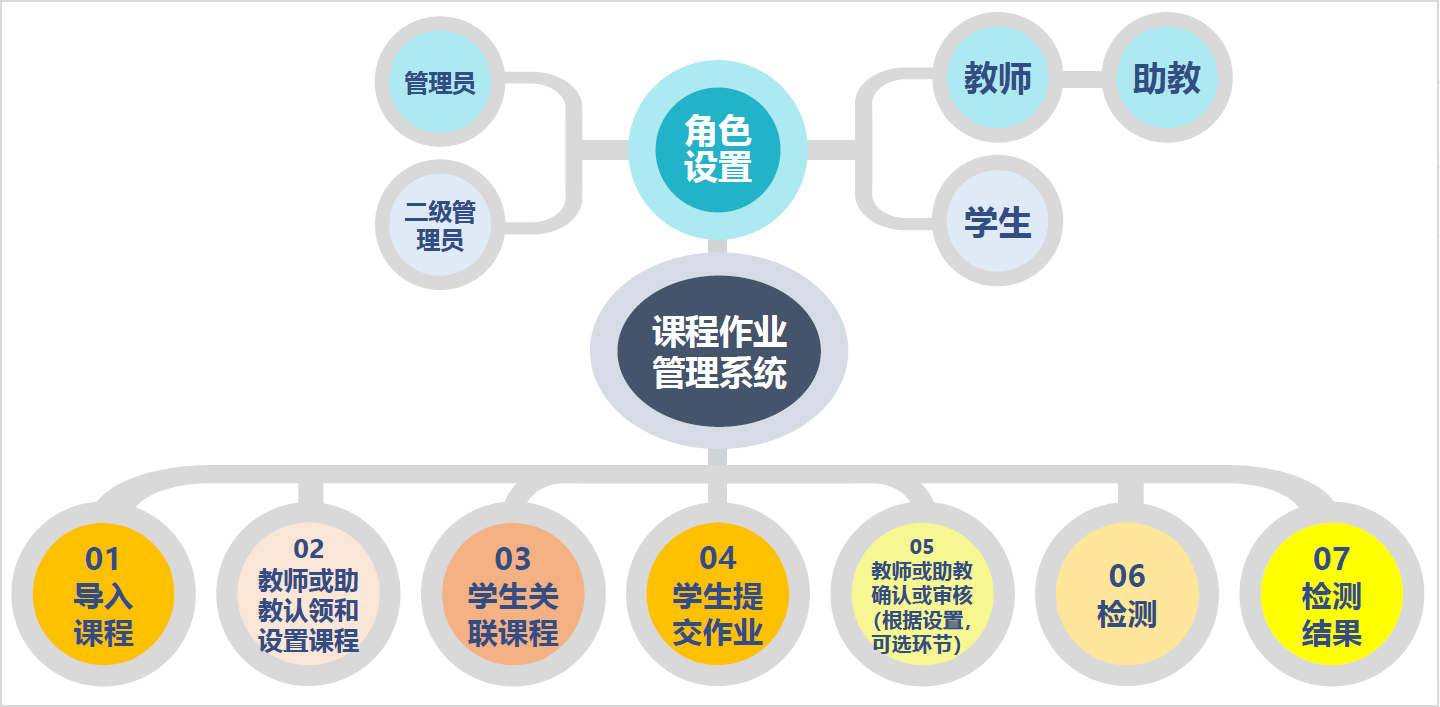 管理员
二级管
理员
角色
设置
教师
助教
学生
课程作业
管理系统
01
导入
课程
02
教师或助
教认领和
设置课程
03
学生关
联课程
04
学生提
交作业
05
教师或助教
确认或审核
（根据设置，
可选环节）
06
检测
07
检测
结果